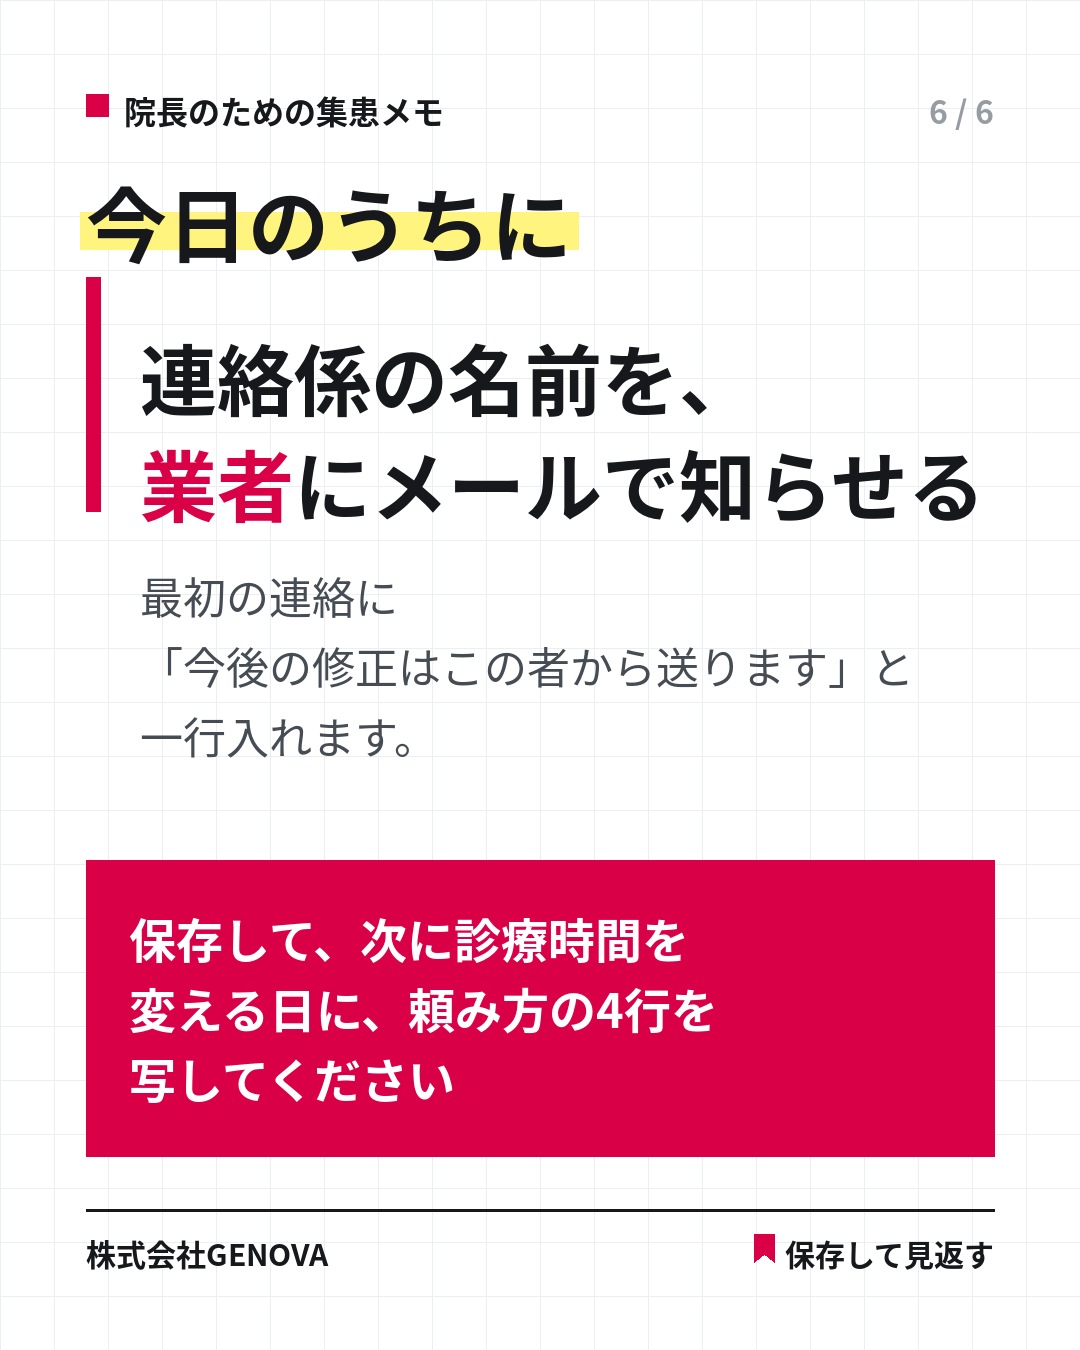 院長のための集患メモ
6 / 6
今日のうちに
連絡係の名前を、
業者にメールで知らせる
最初の連絡に
「今後の修正はこの者から送ります」と
一行入れます。
保存して、次に診療時間を
変える日に、頼み方の4行を
写してください
株式会社GENOVA
保存して見返す